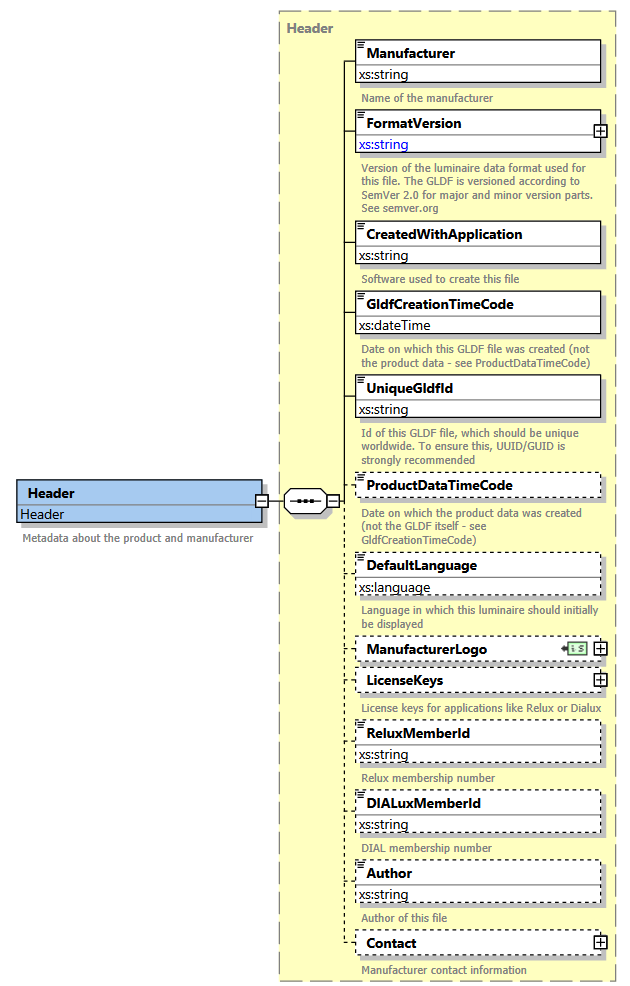 Header
Manufacturer
xs:string
Name of the manufacturer
FormatVersion
xs:string
Version of the luminaire data format used for
this file. The GLDF is versioned according to
SemVer 2.0 for major and minor version parts.
See semver.org
CreatedWithApplication
xs:string
Software used to create this file
GldfCreationTimeCode
xs:dateTime
Date on which this GLDF file was created (not
the product data - see ProductDataTimeCode)
UniqueGldfId
xs:string
Id of this GLDF file, which should be unique
worldwide. To ensure this, UUID/GUID is
strongly recommended
Header
Header
Metadata about the product and manufacturer
ProductDataTimeCode
Date on which the product data was created
(not the GLDF itself - see
GldfCreationTimeCode)
DefaultLanguage
xs:language
Language in which this luminaire should initially
be displayed
ManufacturerLogo
i S
LicenseKeys
License keys for applications like Relux or Dialux
ReluxMemberId
xs:string
Relux membership number
DIALuxMemberId
xs:string
DIAL membership number
Author
xs:string
Author of this file
Contact
Manufacturer contact information